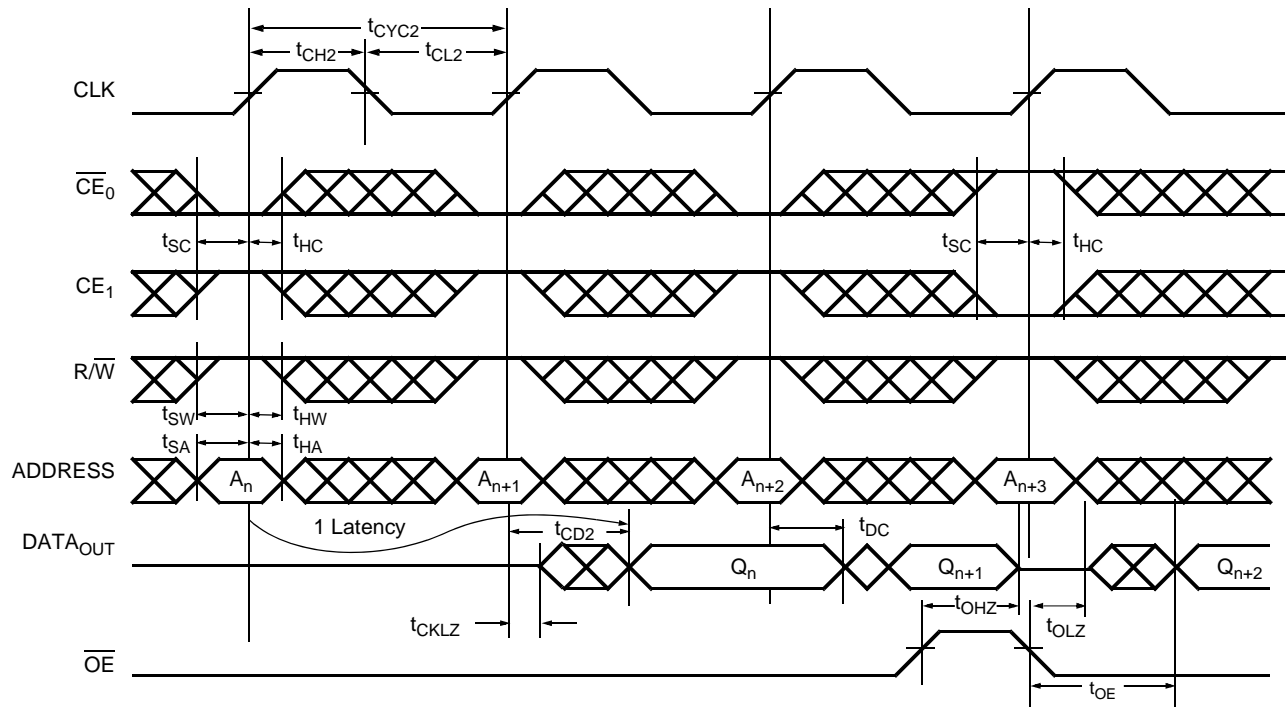 tCYC2
tCH2 tCL2
CLK
CE0
tSC tHC tSC tHC
CE1
R/W
tSW tHW
tSA tHA
ADDRESS An An+1 An+2 An+3
1 Latency tCD2 tDC
DATAOUT Qn Qn+1 Qn+2
tOHZ
tCKLZ tOLZ
OE
tOE